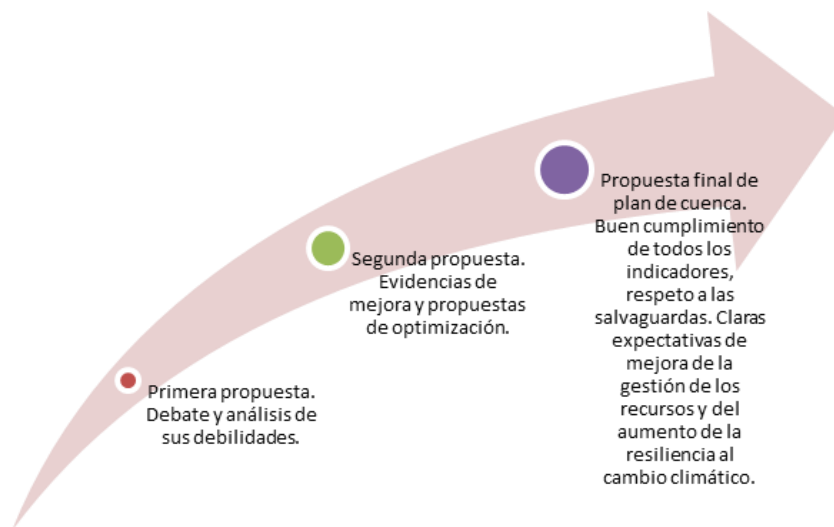 Primera propuesta.
Debate y análisis de
sus debilidades.
Segunda propuesta.
Evidencias de
mejora y propuestas
de optimización.
Propuesta final de
plan de cuenca.
Buen cumplimiento
de todos los
indicadores,
respeto a las
salvaguardas. Claras
expectativas de
mejora de la
gestión de los
recursos y del
aumento de la
resiliencia al
cambio climático.